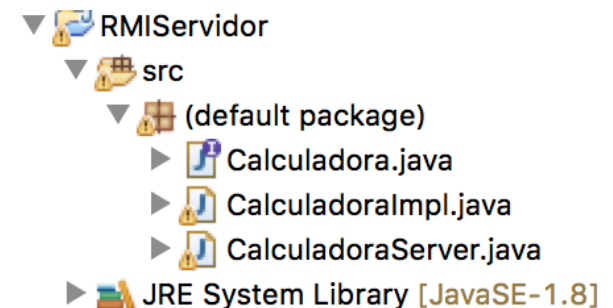 RMIServidor
src
(default package)
Calculadora.java
CalculadoraImpl.java
CalculadoraServer.java
JRE System Library [JavaSE-1.8]